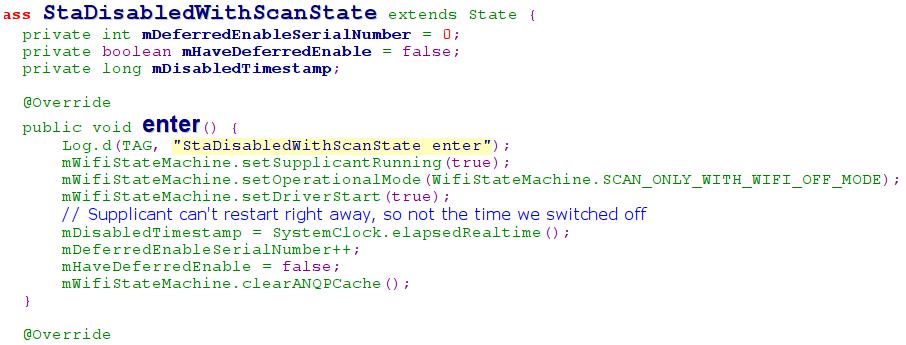 ass StaDisabledWithScanState extends State {
private int mDeferredEnableSerialNumber = 0;
private boolean mHaveDeferredEnable = false;
private long mDisabledTimestamp;
@Override
public void enter() {
Log.d(TAG, "StaDisabledWithScanState enter");
mWifiStateMachine.setSupplicantRunning(true);
mWifiStateMachine.setOperationalMode(WifiStateMachine.SCAN_ONLY_WITH_WIFI_OFF_MODE);
mWifiStateMachine.setDriverStart(true);
// Supplicant can't restart right away, so not the time we switched off
mDisabledTimestamp = SystemClock.elapsedRealtime();
mDeferredEnableSerialNumber++;
mHaveDeferredEnable = false;
mWifiStateMachine.clearANQPCache();
}
@Override